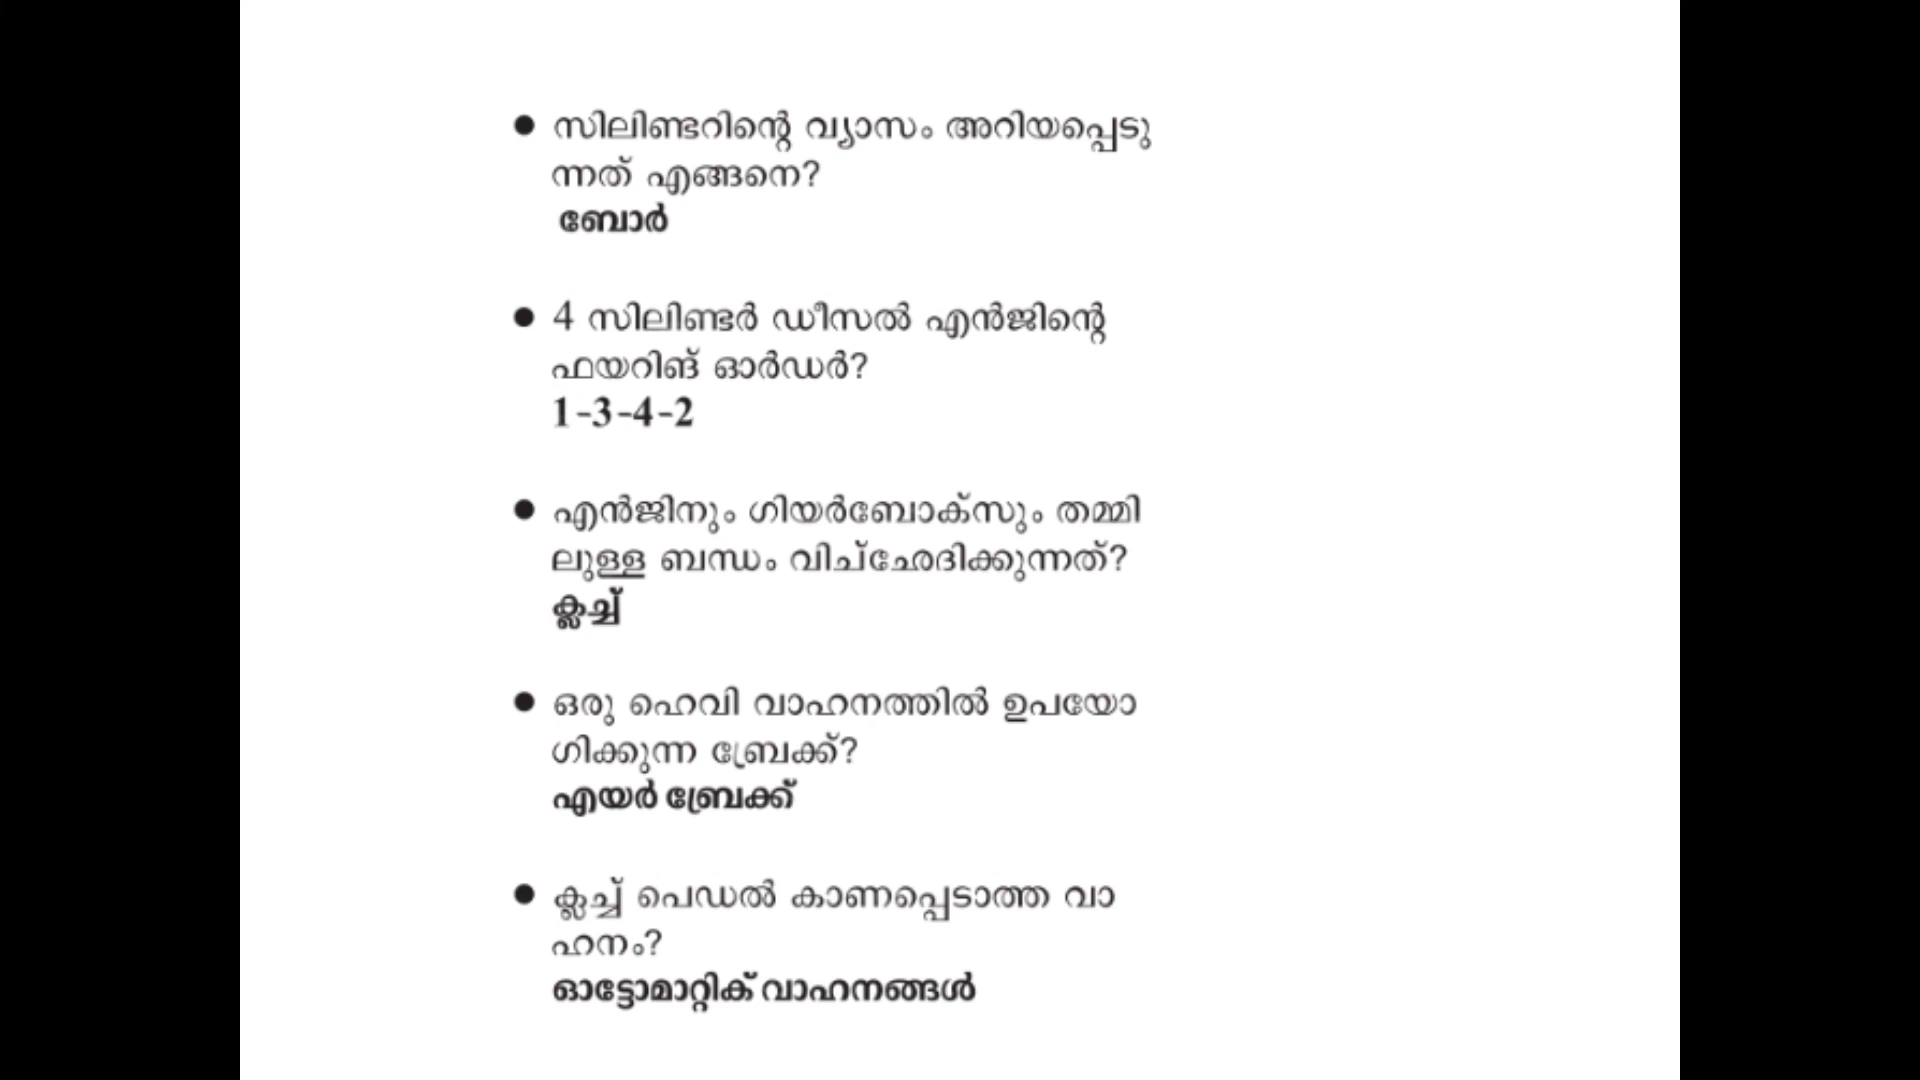 ● സിലിണ്ടറിന്റെ വ്യാസം അറിയപ്പെടു
ന്നത് എങ്ങനെ?
ബോർ
● 4 സിലിണ്ടർ ഡീസൽ എൻജിന്റെ
ഫയറിങ് ഓർഡർ?
1-3-4-2
● എൻജിനും ഗിയർബോക്സും തമ്മി
ലുള്ള ബന്ധം വിച്ഛേദിക്കുന്നത്?
ക്ലച്ച്
● ഒരു ഹെവി വാഹനത്തിൽ ഉപയോ
ഗിക്കുന്ന ബ്രേക്ക്?
എയർ ബ്രേക്ക്
● ക്ലച്ച് പെഡൽ കാണപ്പെടാത്ത വാ
ഹനം?
ഓട്ടോമാറ്റിക് വാഹനങ്ങൾ